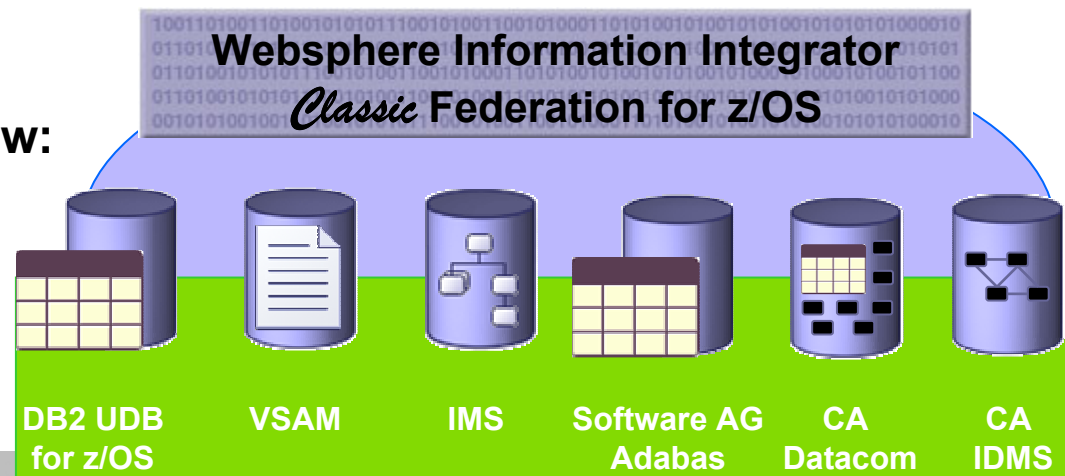 Websphere Information Integrator
Classic Federation for z/OS
w:
DB2 UDB
for z/OS
VSAM
IMS
Software AG
Adabas
CA
Datacom
CA
IDMS